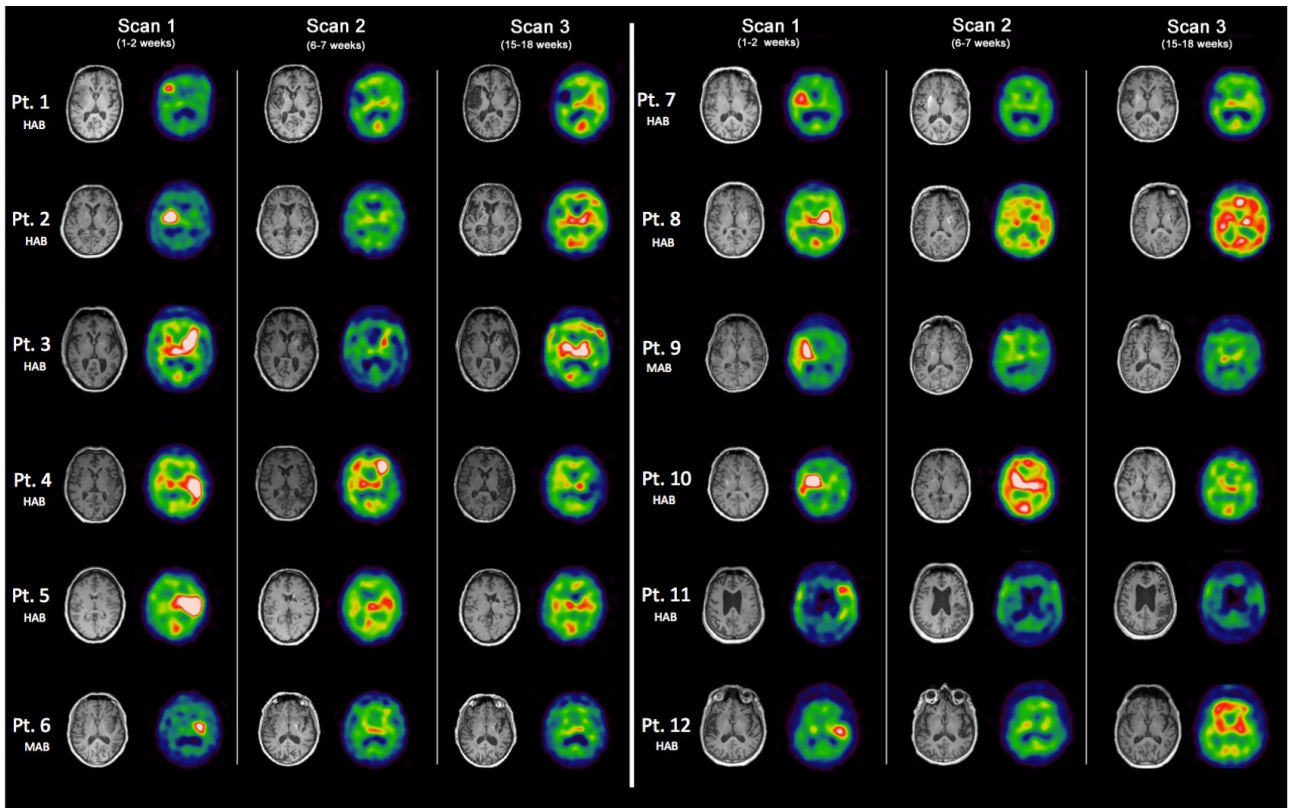 Scan 1
(1-2 weeks)
Scan 2
(6-7 weeks)
Scan 3
(15-18 weeks)
Pt. 1
HAB
Pt. 2
HAB
Pt. 3
HAB
Pt. 4
HAB
Pt. 5
HAB
Pt. 6
MAB
Scan 1
(1-2 weeks)
Scan 2
(6-7 weeks)
Scan 3
(15-18 weeks)
Pt. 7
HAB
Pt. 8
HAB
Pt. 9
MAB
Pt. 10
HAB
Pt. 11
HAB
Pt. 12
HAB